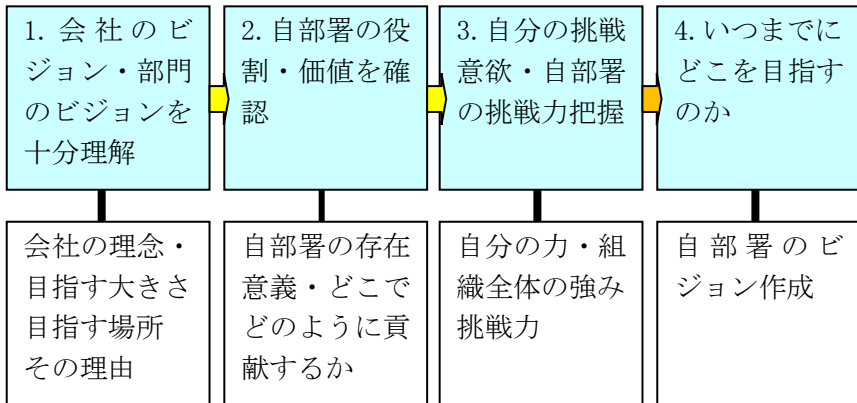 1. 会社のビ
ジョン・部門
のビジョンを
十分理解
2. 自部署の役
割・価値を確
認
3. 自分の挑戦
意欲・自部署
の挑戦力把握
4. いつまでに
どこを目指す
のか
会社の理念・
目指す大きさ
目指す場所
その理由
自部署の存在
意義・どこで
どのように貢
献するか
自分の力・組
織全体の強み
挑戦力
自部署のビ
ジョン作成